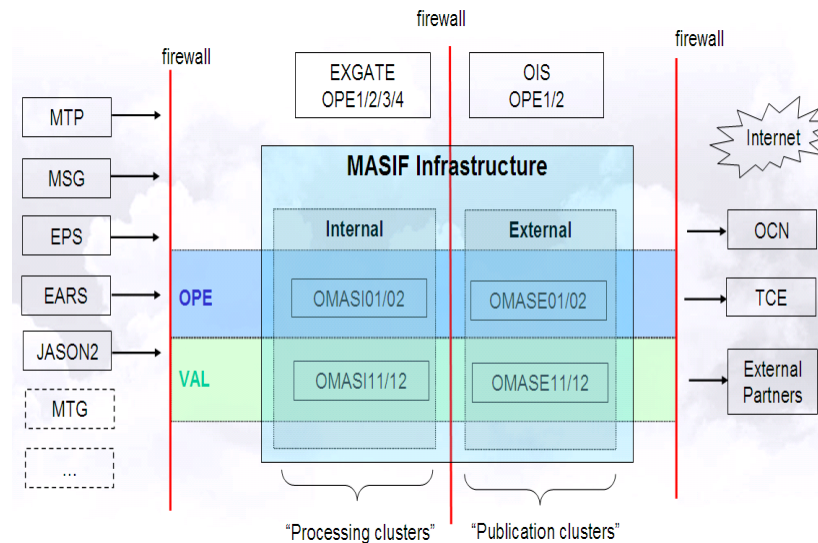 firewall
firewall
firewall
EXGATE
OPE1/2/3/4
OIS
OPE1/2
MTP
MSG
EPS
EARS
JASON2
MTG
...
MASIF Infrastructure
Internal
External
OPE
OMASI01/02
OMASE01/02
VAL
OMASI11/12
OMASE11/12
Internet
OCN
TCE
External
Partners
“Processing clusters”
“Publication clusters”